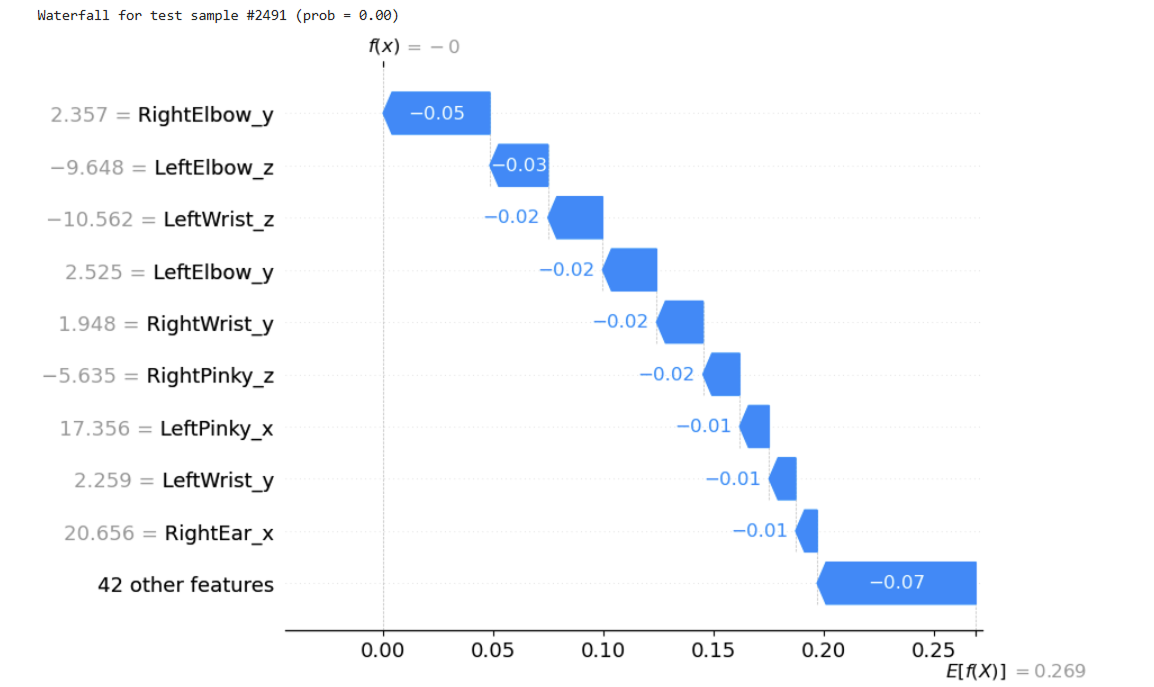 Waterfall for test sample #2491 (prob = 0.00)
f(x) = − 0
2.357 = RightElbow_y −0.05
−9.648 = LeftElbow_z −0.03
−10.562 = LeftWrist_z −0.02
2.525 = LeftElbow_y −0.02
1.948 = RightWrist_y −0.02
−5.635 = RightPinky_z −0.02
17.356 = LeftPinky_x −0.01
2.259 = LeftWrist_y −0.01
20.656 = RightEar_x −0.01
42 other features −0.07
0.00 0.05 0.10 0.15 0.20 0.25
E[f(X)] = 0.269